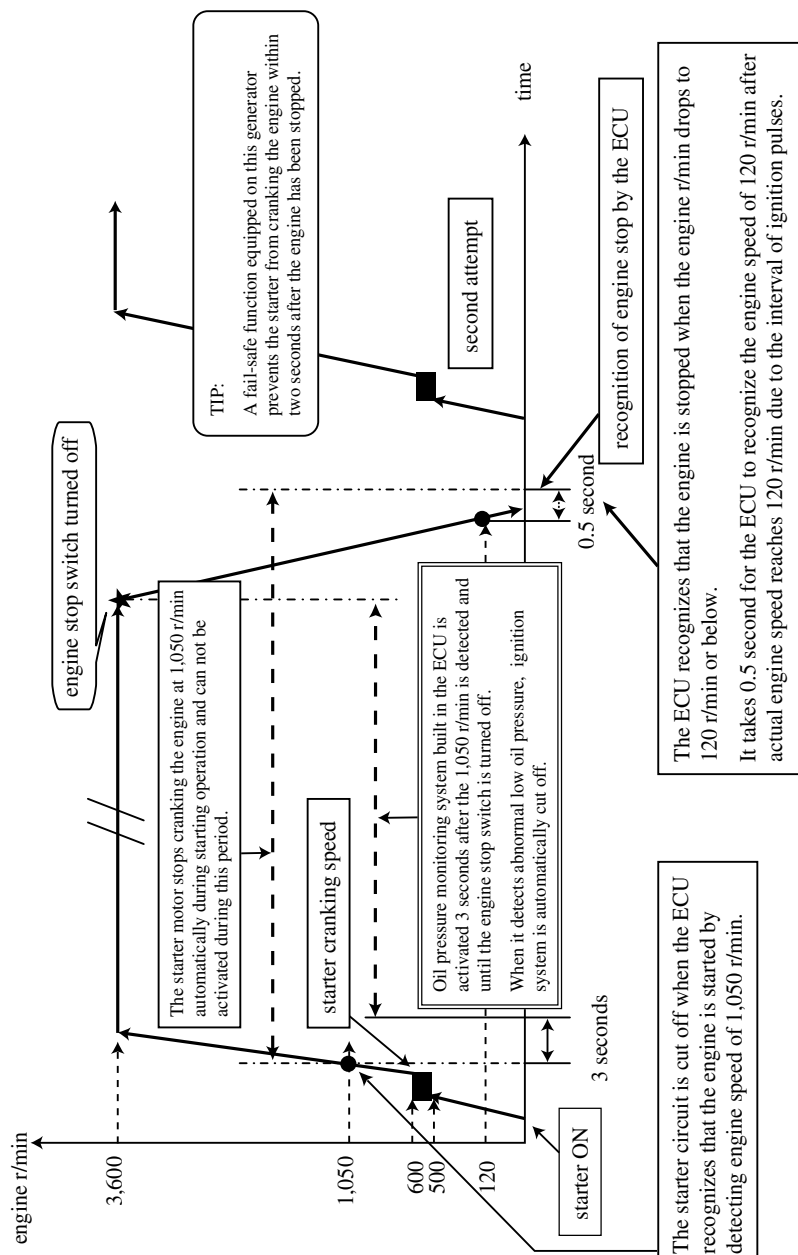 engine r/min
3,600
1,050
600
500
120
time
engine stop switch turned off
TIP:
A fail-safe function equipped on this generator
prevents the starter from cranking the engine within
two seconds after the engine has been stopped.
The starter motor stops cranking the engine at 1,050 r/min
automatically during starting operation and can not be
activated during this period.
starter cranking speed
Oil pressure monitoring system built in the ECU is
activated 3 seconds after the 1,050 r/min is detected and
until the engine stop switch is turned off.
When it detects abnormal low oil pressure, ignition
system is automatically cut off.
second attempt
starter ON
3 seconds
0.5 second
recognition of engine stop by the ECU
The starter circuit is cut off when the ECU
recognizes that the engine is started by
detecting engine speed of 1,050 r/min.
The ECU recognizes that the engine is stopped when the engine r/min drops to
120 r/min or below.
It takes 0.5 second for the ECU to recognize the engine speed of 120 r/min after
actual engine speed reaches 120 r/min due to the interval of ignition pulses.